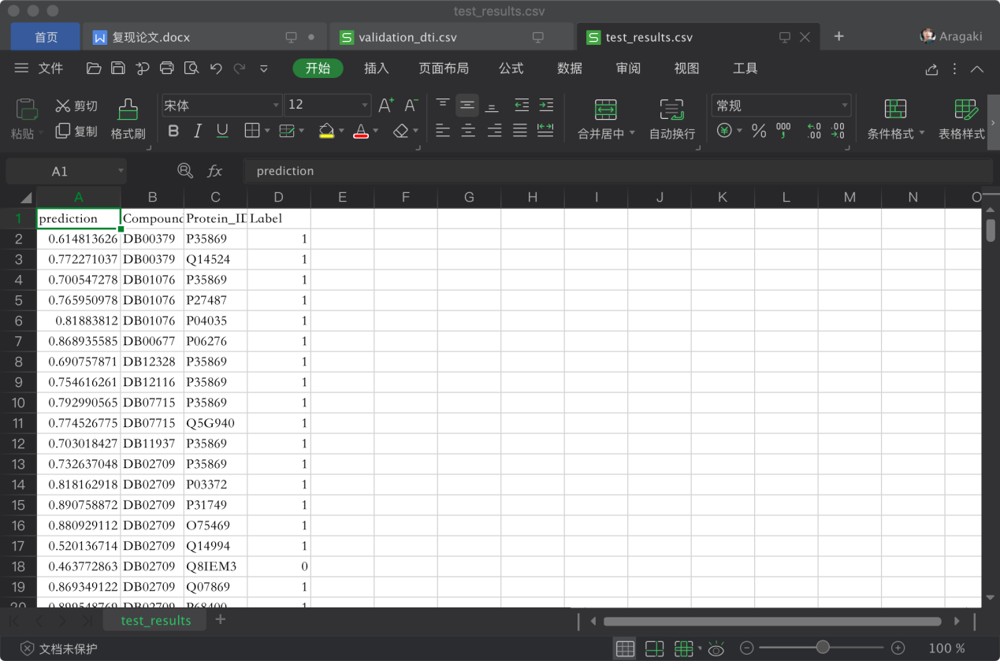 test_results.csv
首页 复现论文.docx validation_dti.csv test_results.csv Aragaki
文件 开始 插入 页面布局 公式 数据 审阅 视图 工具
粘贴 剪切 复制 格式刷 宋体 12 合并居中 自动换行 常规 条件格式 表格样式
A1 fx prediction
A B C D E F G H I J K L M N O
1 prediction Compound Protein_ID Label
2 0.614813626 DB00379 P35869 1
3 0.772271037 DB00379 Q14524 1
4 0.700547278 DB01076 P35869 1
5 0.765950978 DB01076 P27487 1
6 0.81883812 DB01076 P04035 1
7 0.868935585 DB00677 P06276 1
8 0.690757871 DB12328 P35869 1
9 0.754616261 DB12116 P35869 1
10 0.792990565 DB07715 P35869 1
11 0.774526775 DB07715 Q5G940 1
12 0.703018427 DB11937 P35869 1
13 0.732637048 DB02709 P35869 1
14 0.818162918 DB02709 P03372 1
15 0.890758872 DB02709 P31749 1
16 0.880929112 DB02709 O75469 1
17 0.520136714 DB02709 Q14994 1
18 0.463772863 DB02709 Q8IEM3 0
19 0.869349122 DB02709 Q07869 1
20 0.899548769 DB02709 P68400 1
test_results
文档未保护 100 %